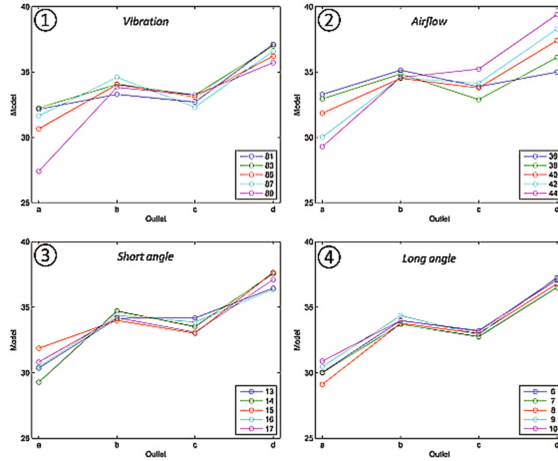 1 Vibration
40
35
30
25
Model
a b c d
Outlet
81
83
85
87
89
2 Airflow
40
35
30
25
Model
a b c d
Outlet
36
38
40
42
44
3 Short angle
40
35
30
25
Model
a b c d
Outlet
13
14
15
16
17
4 Long angle
40
35
30
25
Model
a b c d
Outlet
6
7
8
9
10